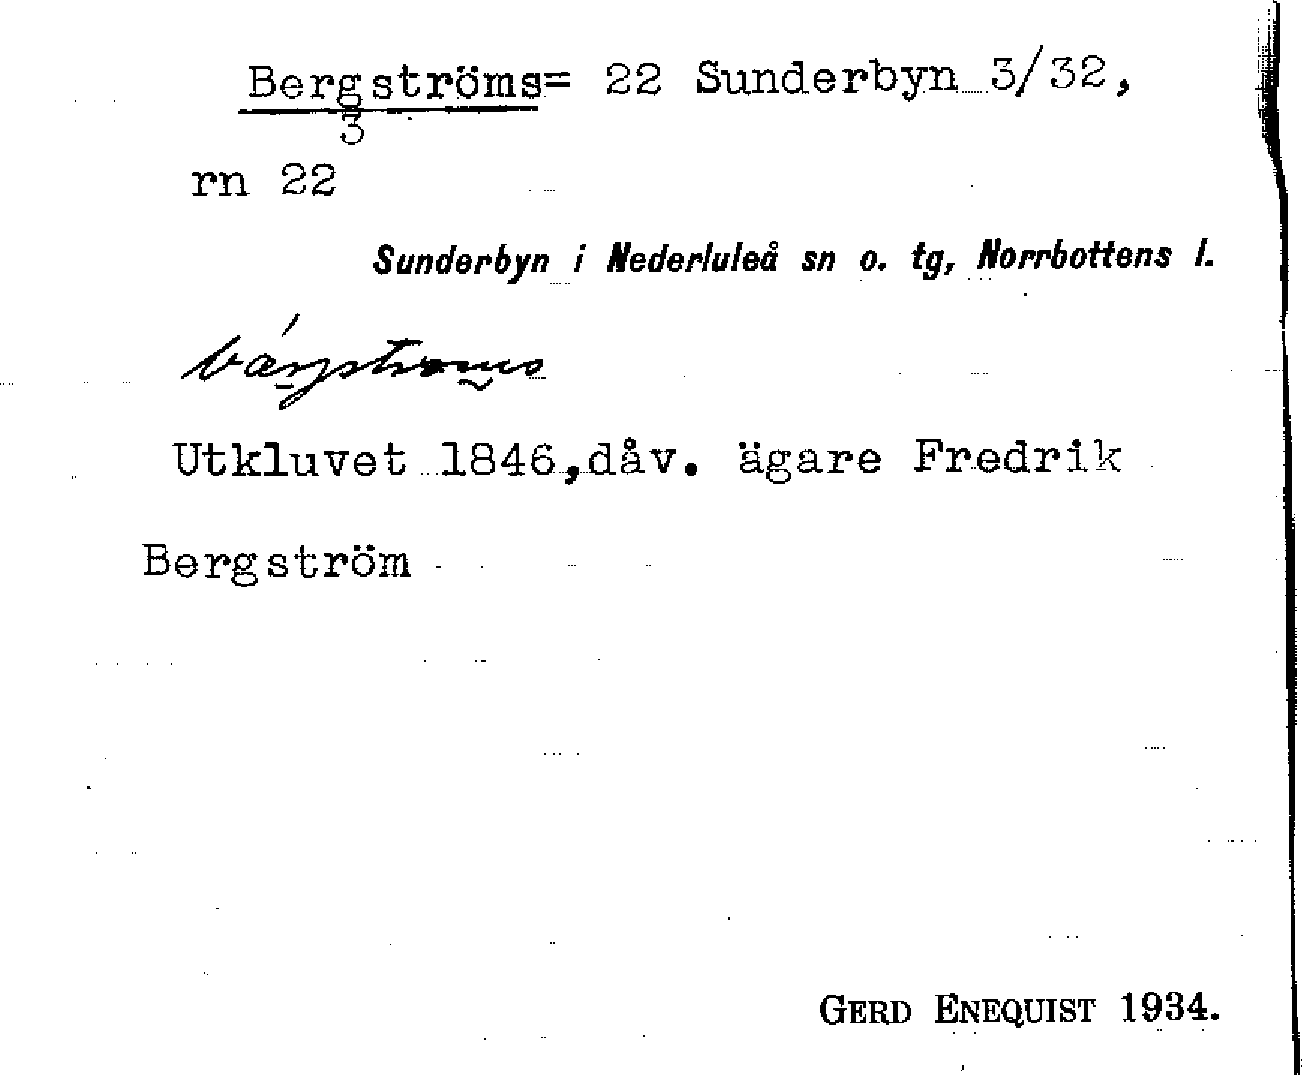 Bergströms= 22 Sunderbyn 3/32,
3
rn 22
Sunderbyn i Nederluleå sn o. tg, Norrbottens l.
Utkluvet 1846, dåv. ägare Fredrik
Bergström
GERD ENEQUIST 1934.